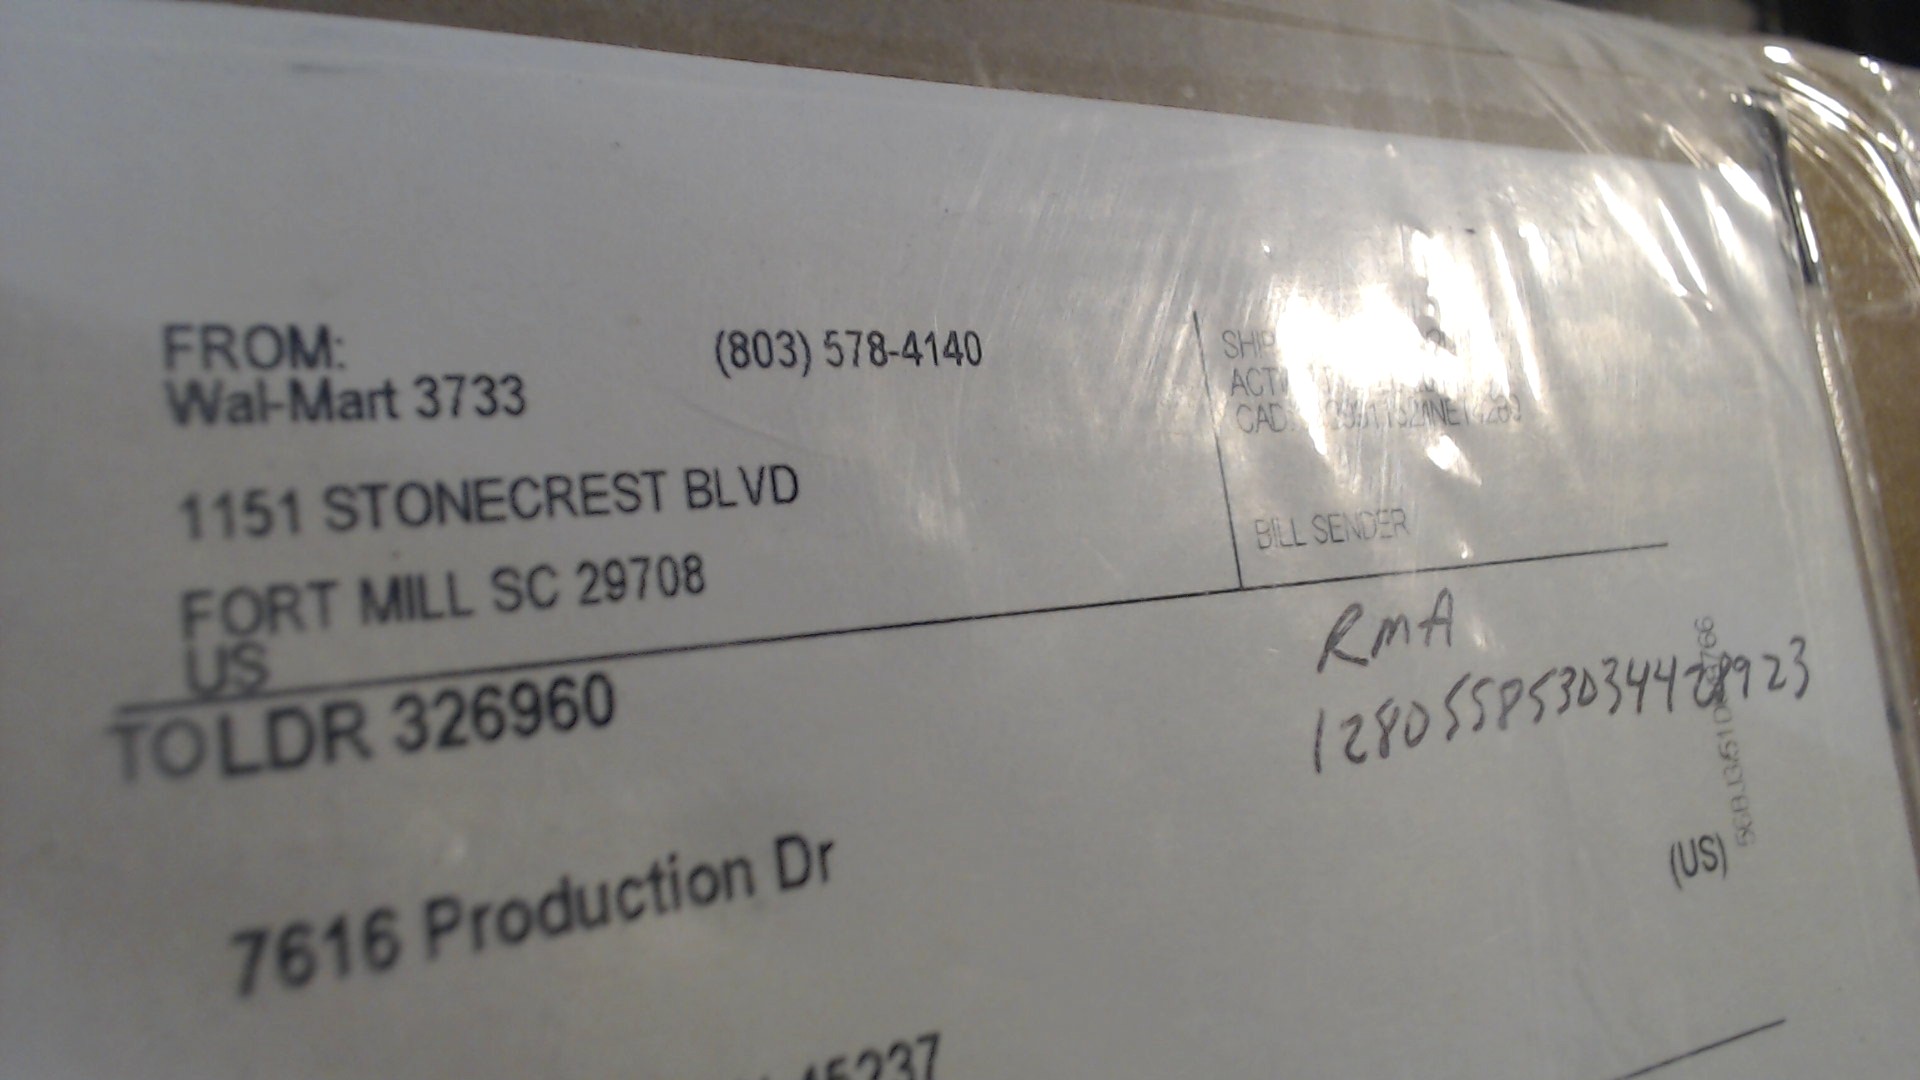 FROM:
(803) 578-4140
Wal-Mart 3733
1151 STONECREST BLVD
FORT MILL SC 29708
US
BILL SENDER
TO LDR 326960
RMA
7616 Production Dr
(US)
45237